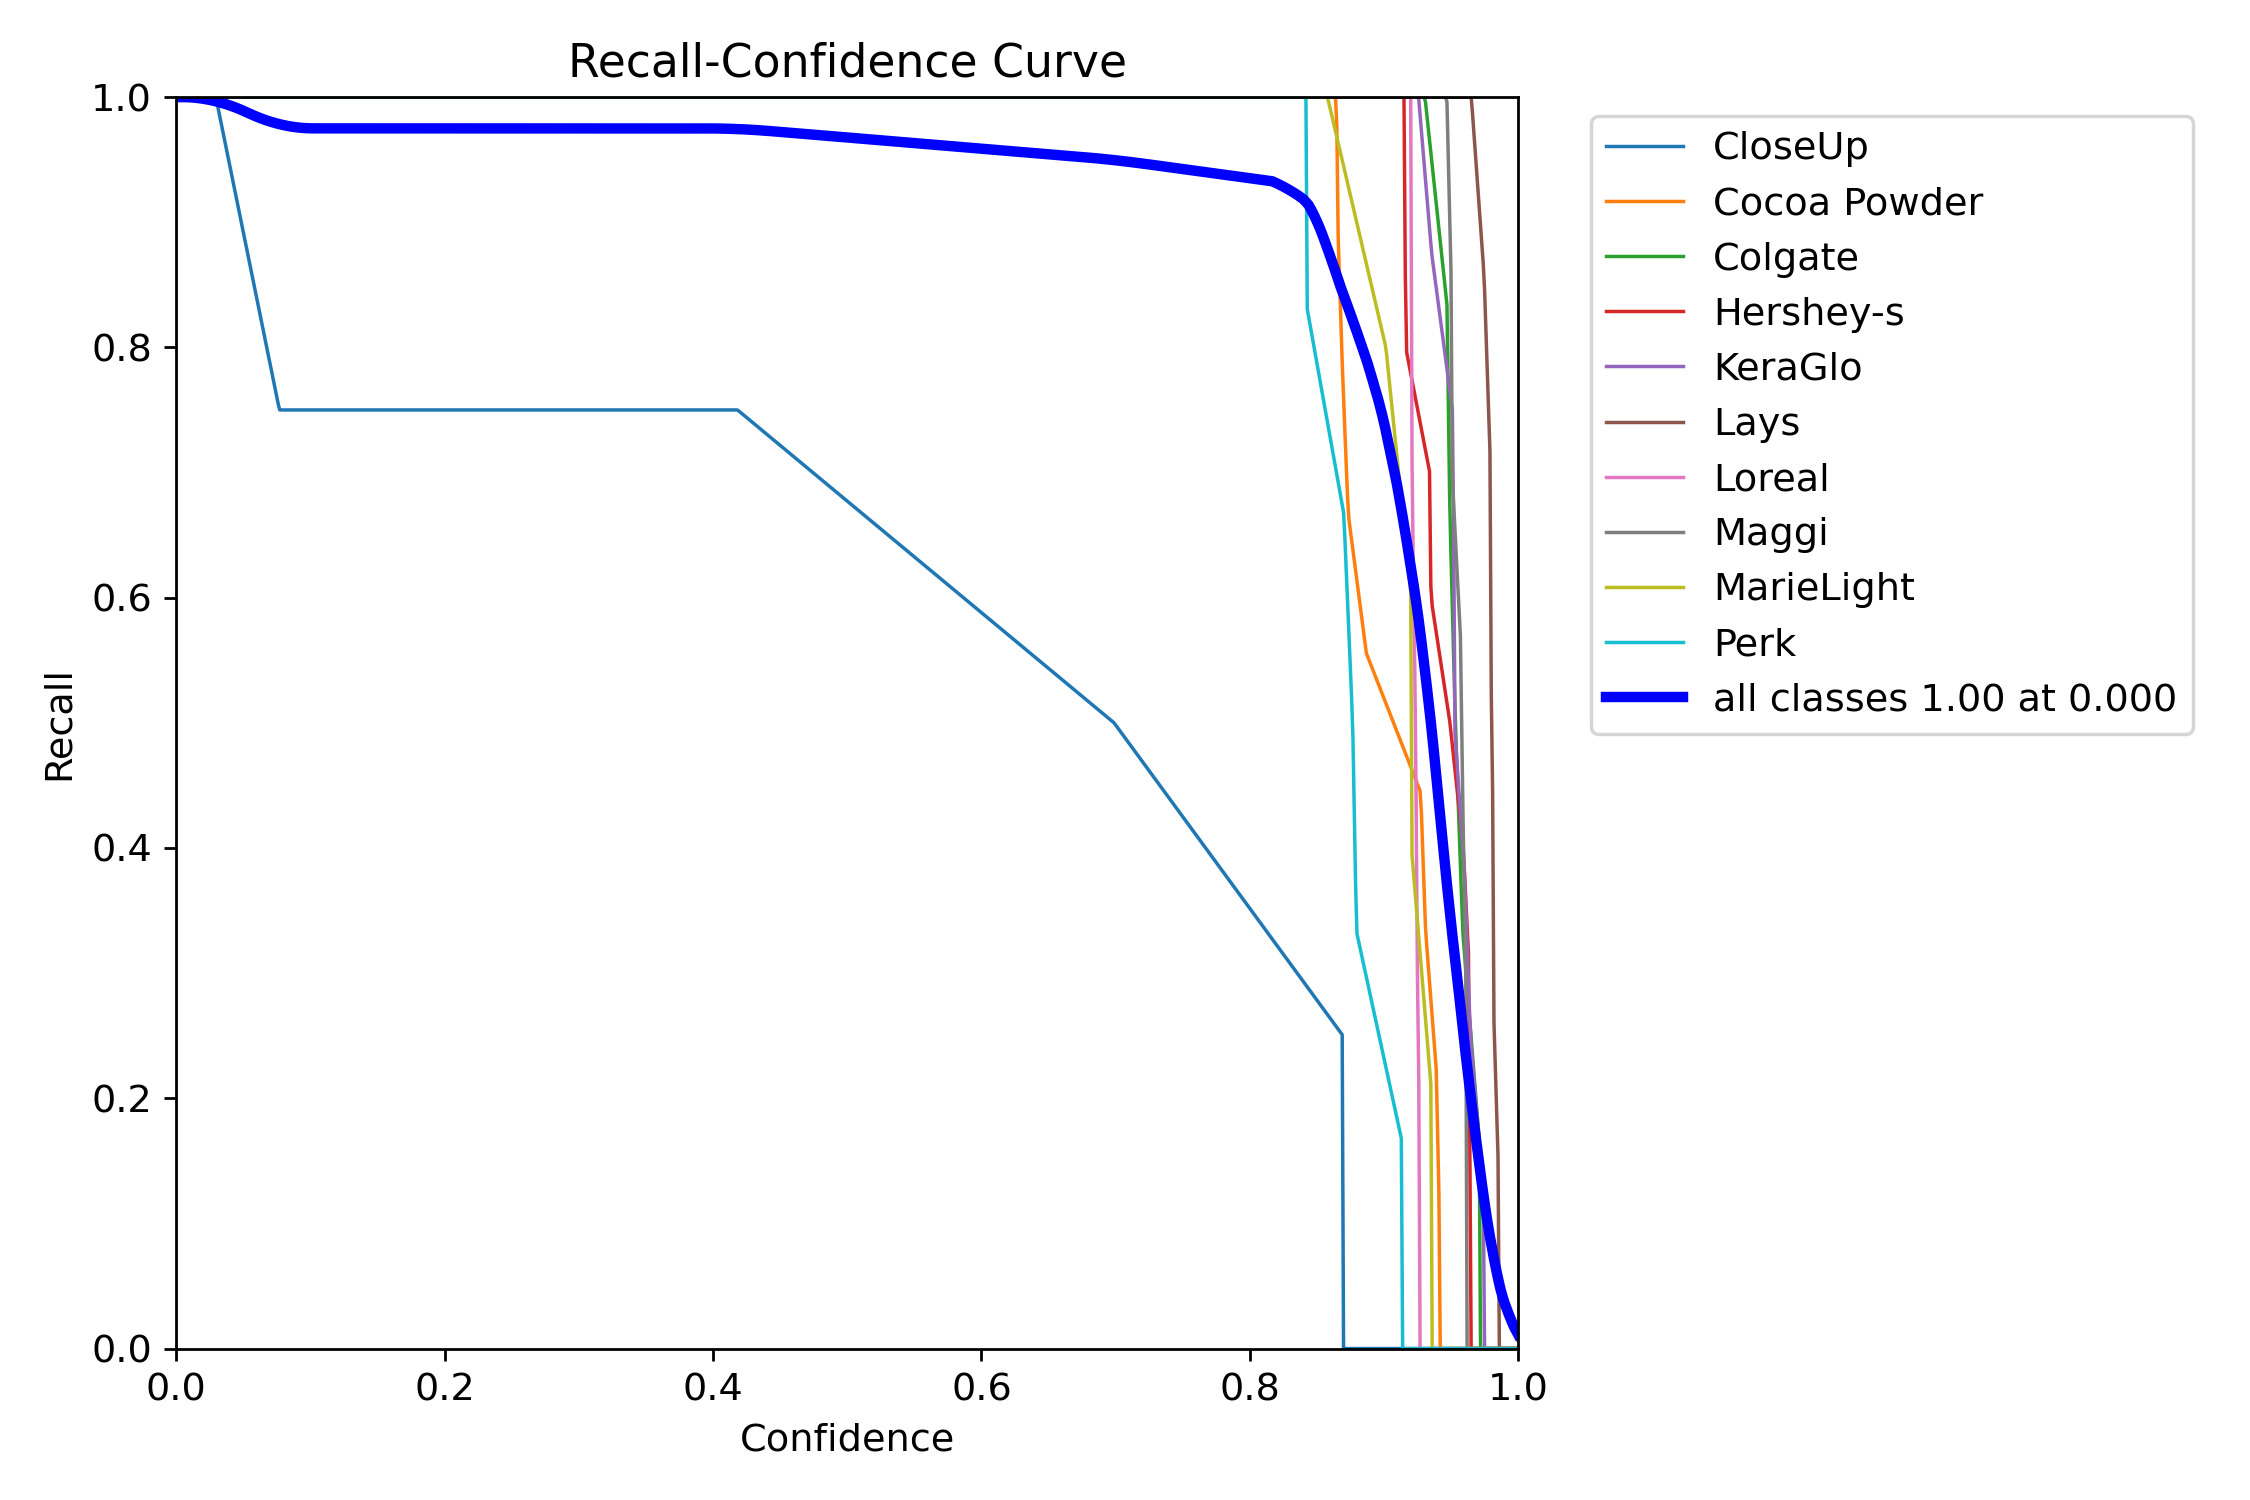 Recall-Confidence Curve
1.0
0.8
0.6
0.4
0.2
0.0
Recall
0.0 0.2 0.4 0.6 0.8 1.0
Confidence
CloseUp
Cocoa Powder
Colgate
Hershey-s
KeraGlo
Lays
Loreal
Maggi
MarieLight
Perk
all classes 1.00 at 0.000